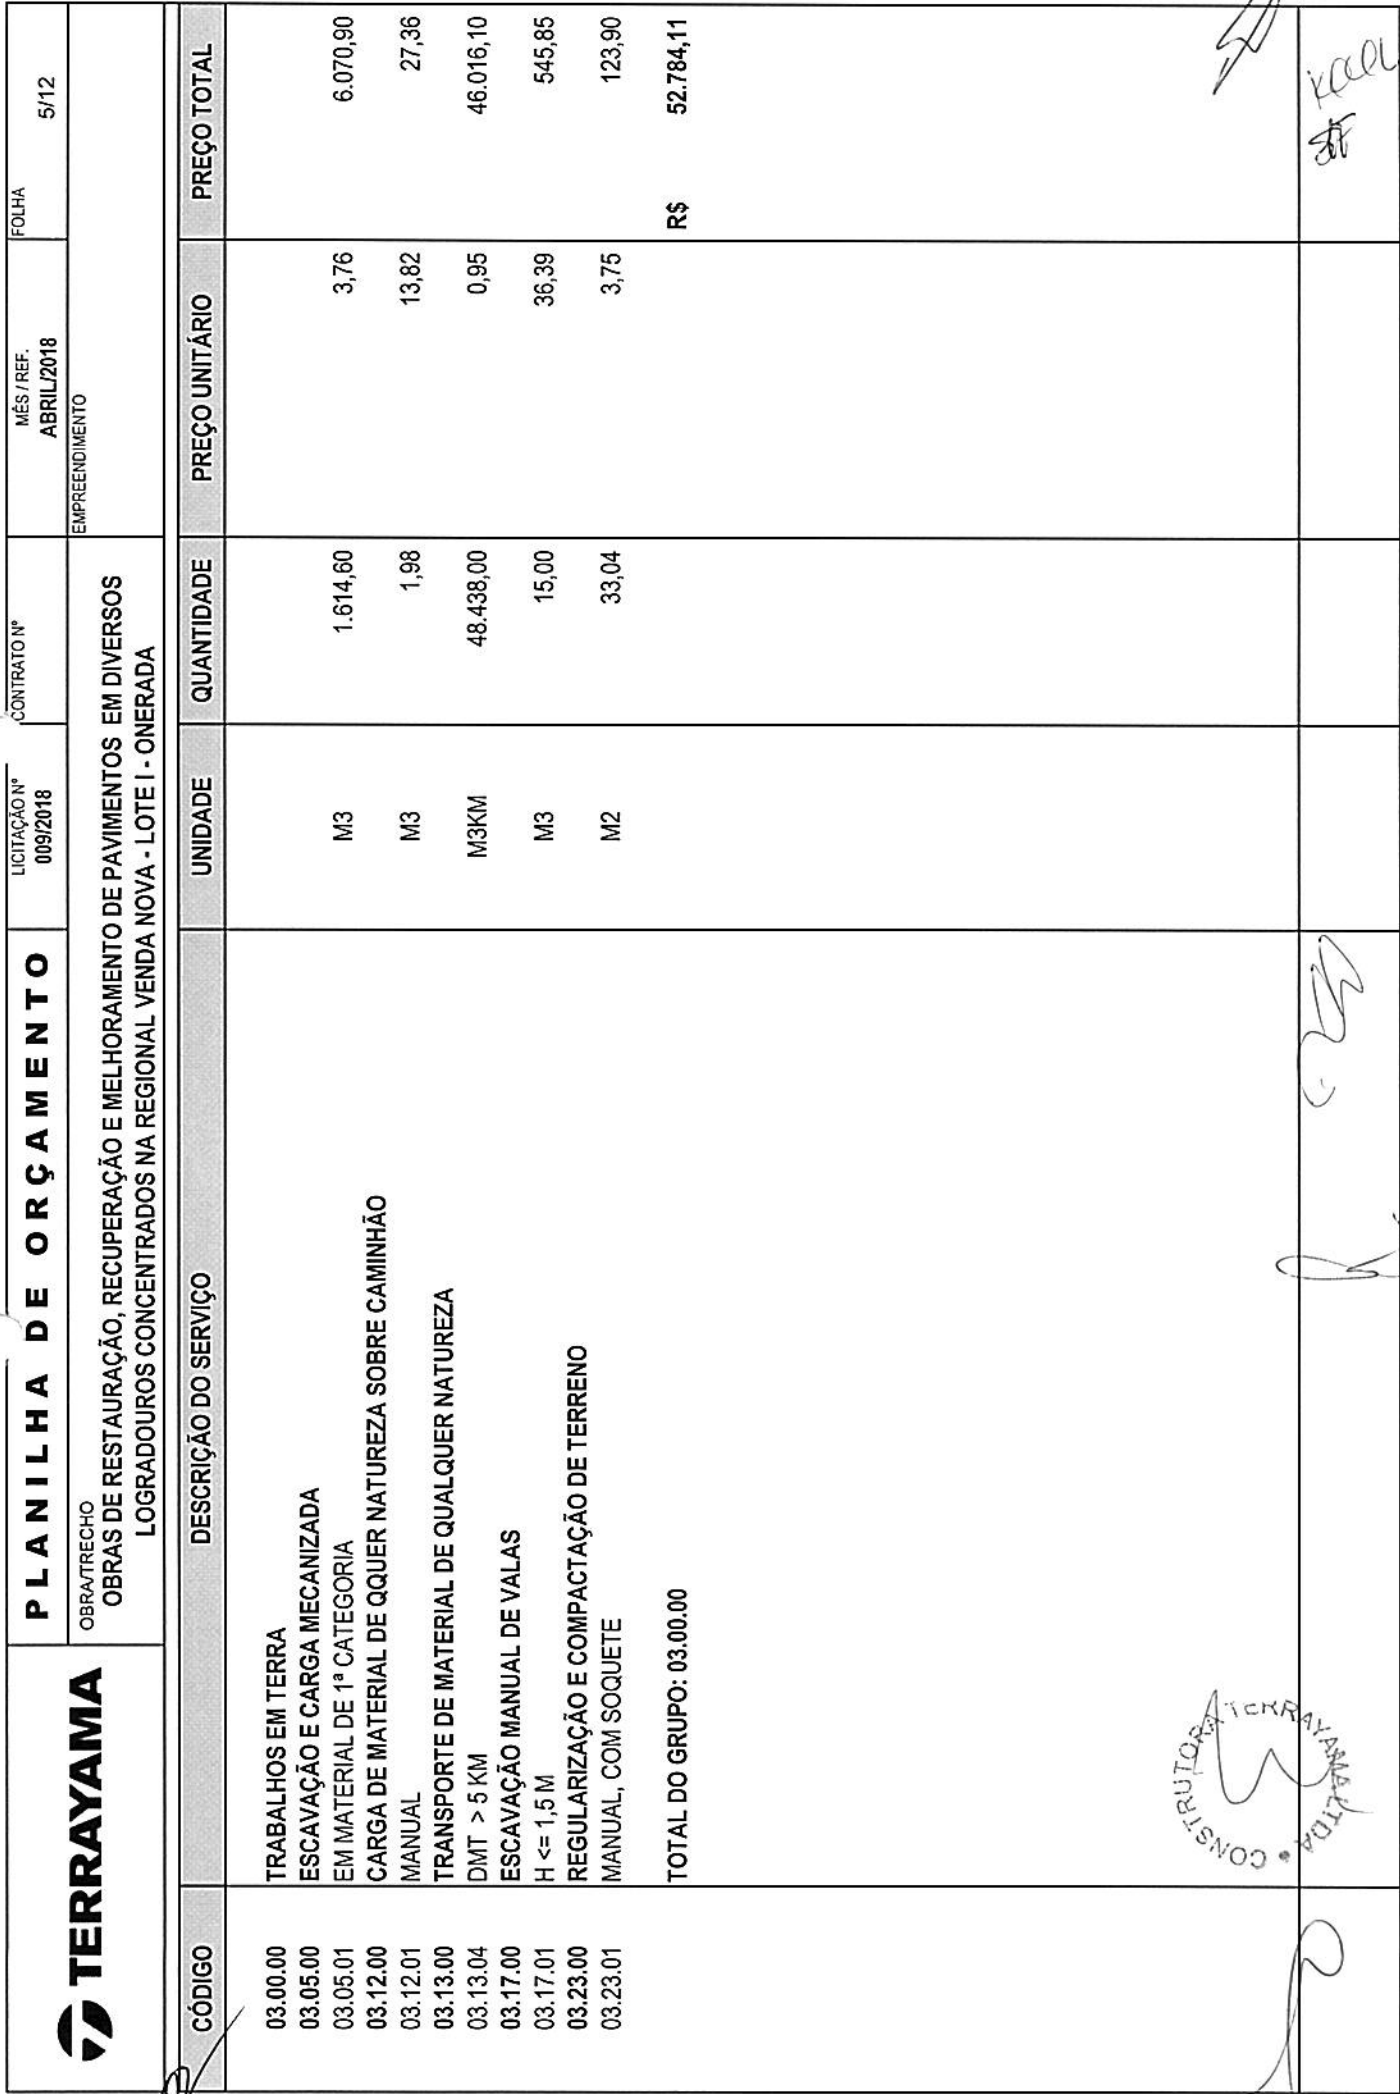 TERRAYAMA
PLANILHA DE ORÇAMENTO
LICITAÇÃO Nº
009/2018
CONTRATO Nº
MÊS / REF.
ABRIL/2018
FOLHA
5/12
OBRA/TRECHO
OBRAS DE RESTAURAÇÃO, RECUPERAÇÃO E MELHORAMENTO DE PAVIMENTOS EM DIVERSOS
LOGRADOUROS CONCENTRADOS NA REGIONAL VENDA NOVA - LOTE I - ONERADA
EMPREENDIMENTO
CÓDIGO DESCRIÇÃO DO SERVIÇO UNIDADE QUANTIDADE PREÇO UNITÁRIO PREÇO TOTAL
03.00.00 TRABALHOS EM TERRA
03.05.00 ESCAVAÇÃO E CARGA MECANIZADA
03.05.01 EM MATERIAL DE 1ª CATEGORIA M3 1.614,60 3,76 6.070,90
03.12.00 CARGA DE MATERIAL DE QQUER NATUREZA SOBRE CAMINHÃO
03.12.01 MANUAL M3 1,98 13,82 27,36
03.13.00 TRANSPORTE DE MATERIAL DE QUALQUER NATUREZA
03.13.04 DMT > 5 KM M3KM 48.438,00 0,95 46.016,10
03.17.00 ESCAVAÇÃO MANUAL DE VALAS
03.17.01 H <= 1,5 M M3 15,00 36,39 545,85
03.23.00 REGULARIZAÇÃO E COMPACTAÇÃO DE TERRENO
03.23.01 MANUAL, COM SOQUETE M2 33,04 3,75 123,90
TOTAL DO GRUPO: 03.00.00 R$ 52.784,11
CONSTRUTORA TERRAYAMA LTDA